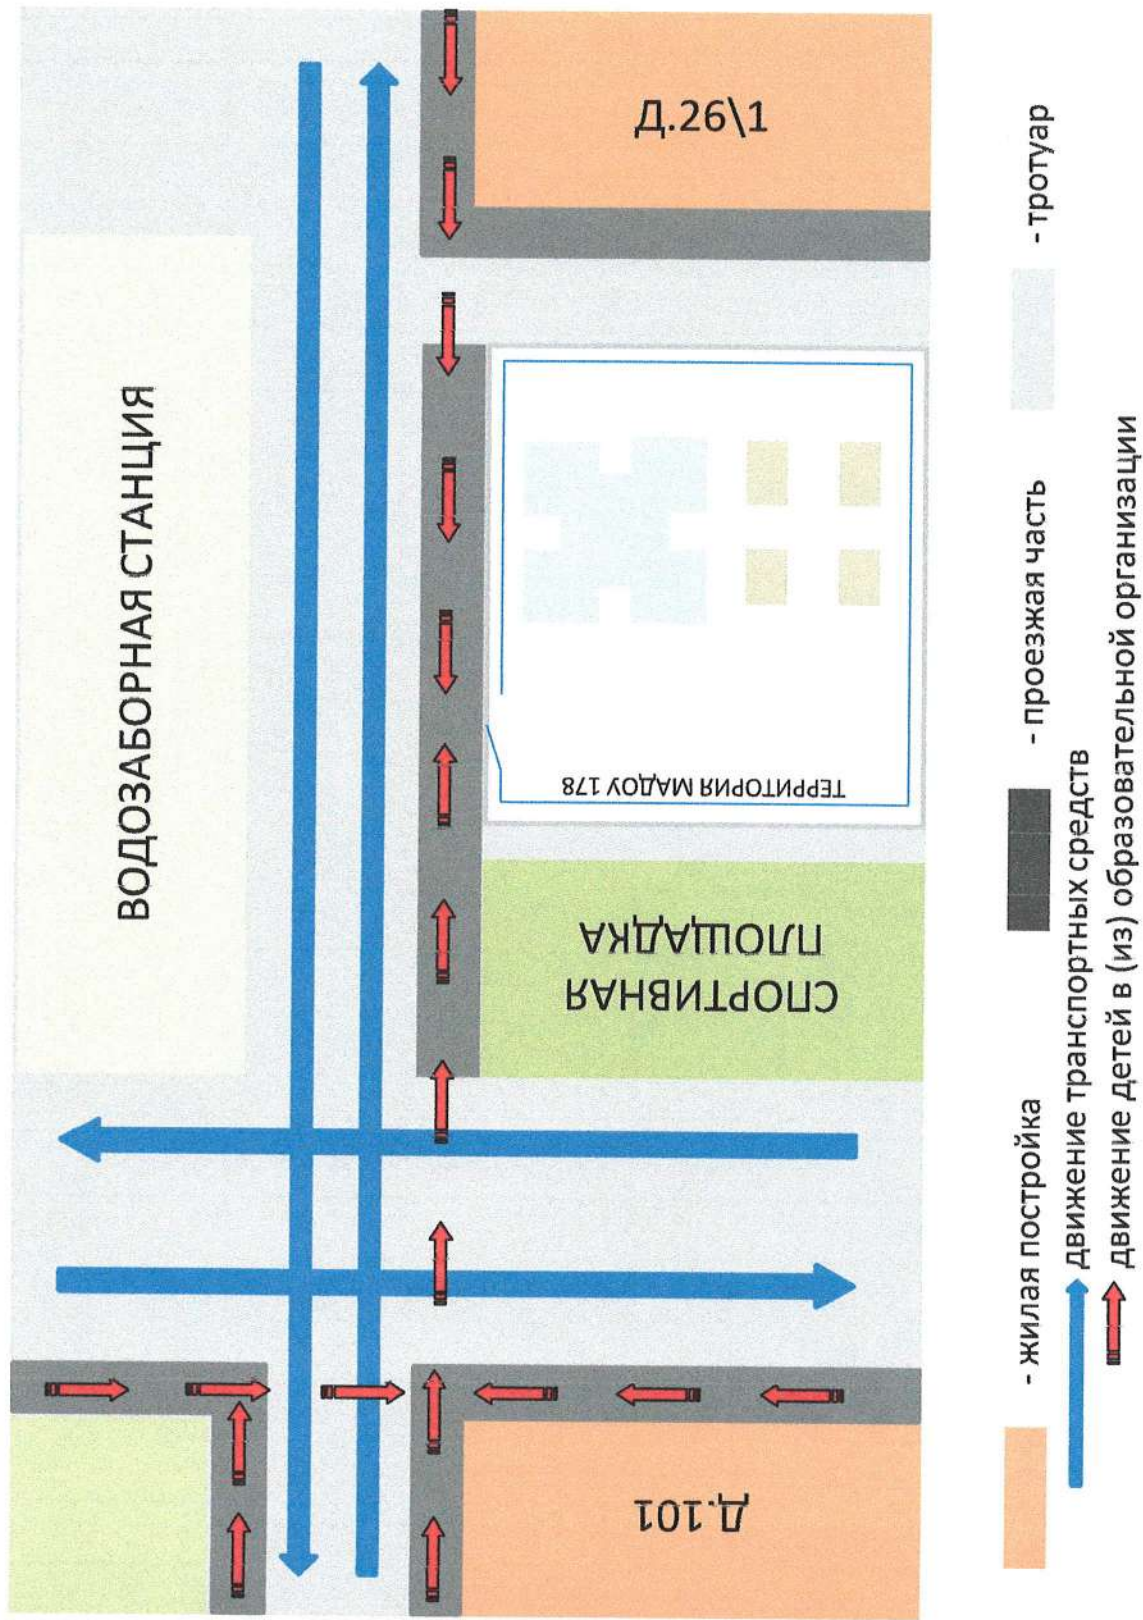 ВОДОЗАБОРНАЯ СТАНЦИЯ
Д.26\1
ТЕРРИТОРИЯ МАДОУ 178
СПОРТИВНАЯ
ПЛОЩАДКА
Д.101
- жилая постройка
- проезжая часть
- тротуар
движение транспортных средств
движение детей в (из) образовательной организации